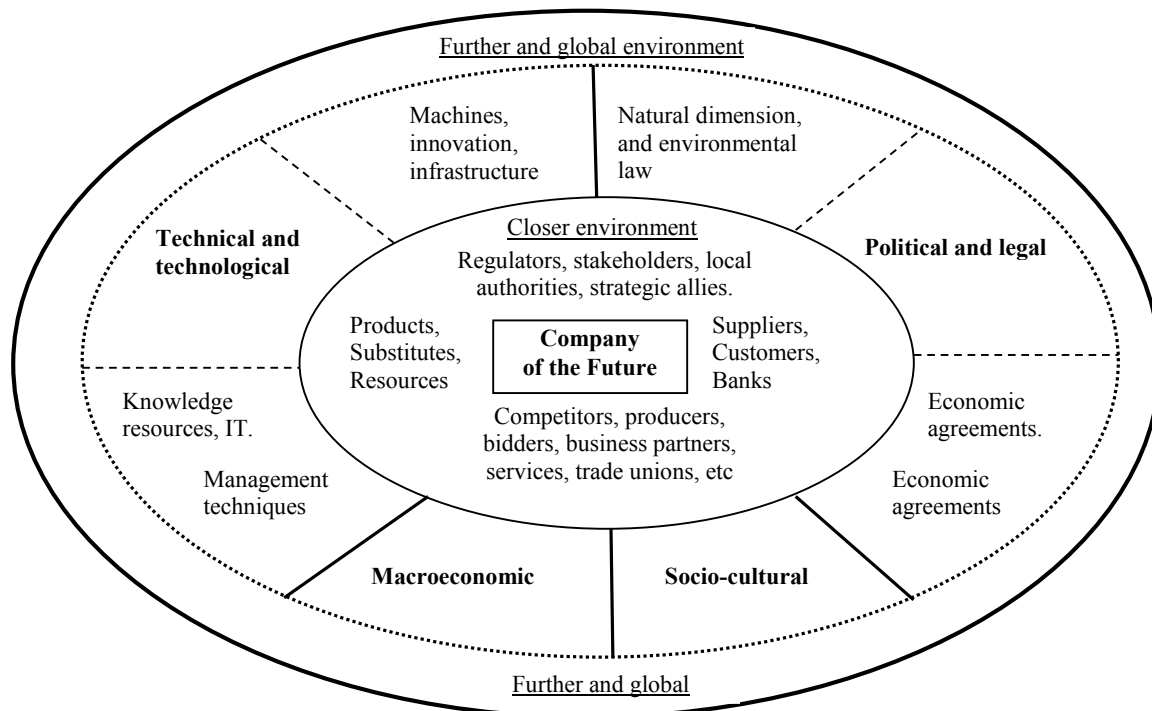 Further and global environment
Machines,
innovation,
infrastructure
Natural dimension,
and environmental
law
Technical and
technological
Closer environment
Regulators, stakeholders, local
authorities, strategic allies.
Political and legal
Products,
Substitutes,
Resources
Company
of the Future
Suppliers,
Customers,
Banks
Knowledge
resources, IT.
Management
techniques
Competitors, producers,
bidders, business partners,
services, trade unions, etc
Economic
agreements.
Economic
agreements
Macroeconomic
Socio-cultural
Further and global